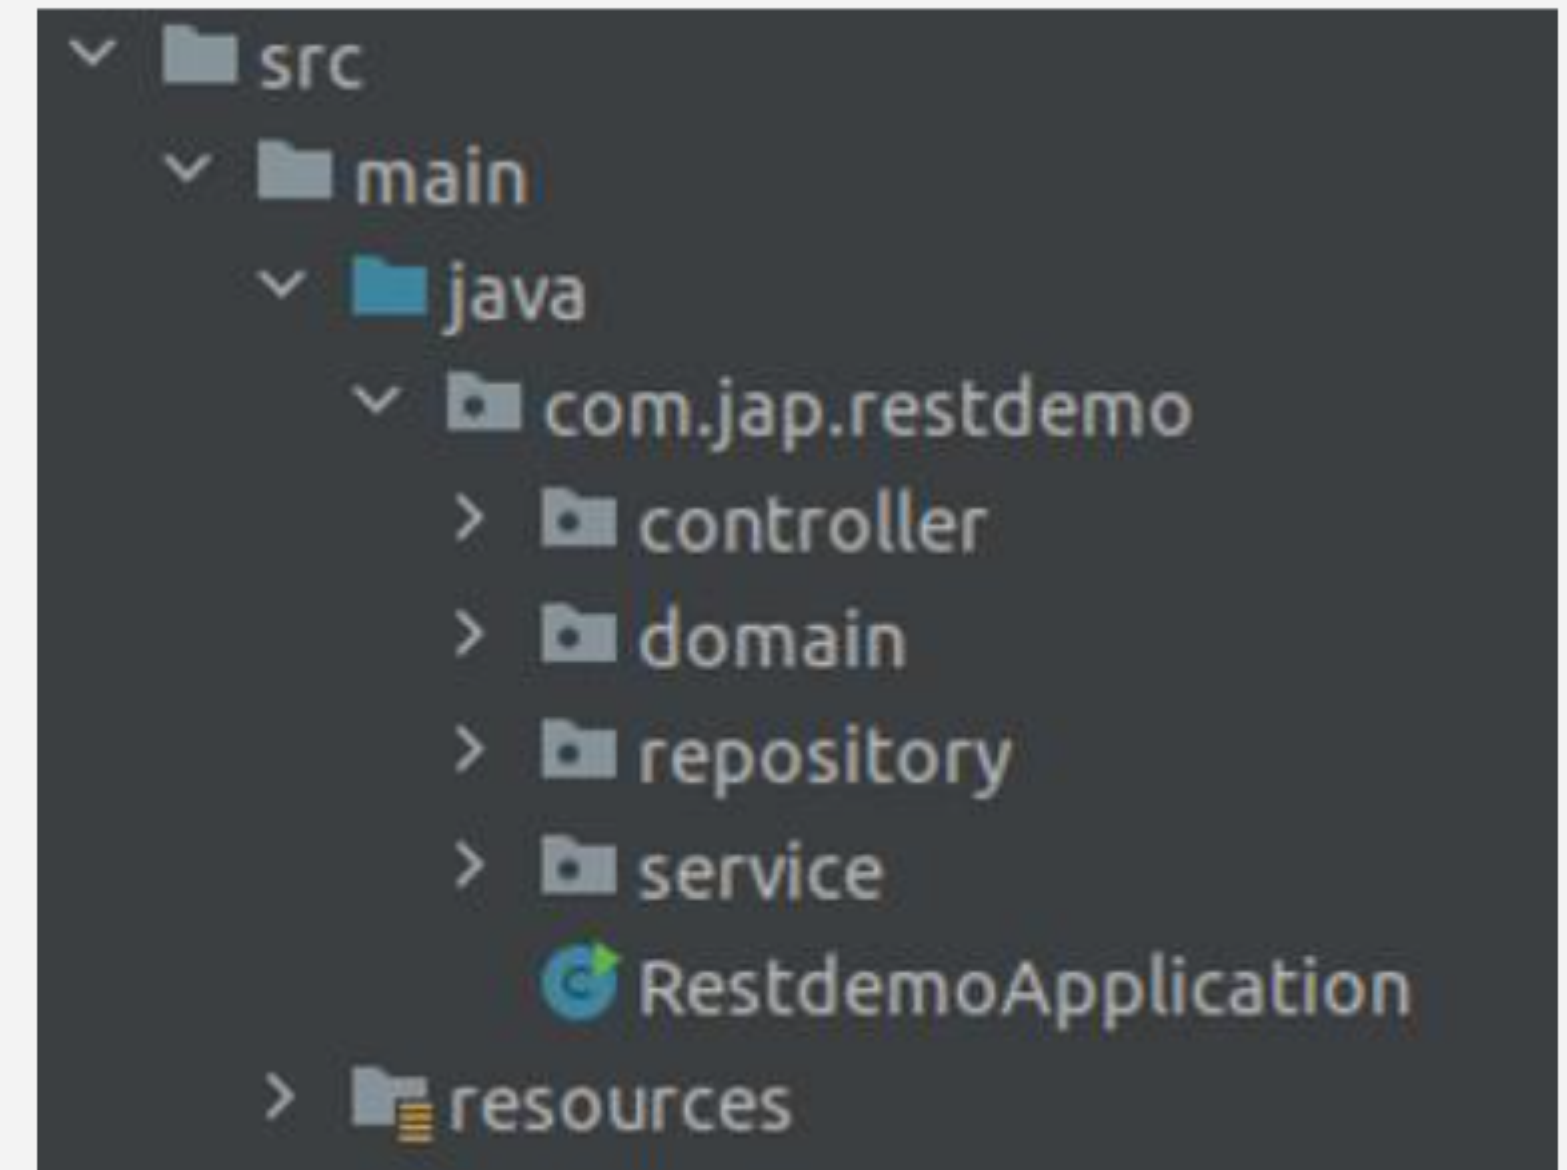 src
main
java
com.jap.restdemo
controller
domain
repository
service
RestdemoApplication
resources